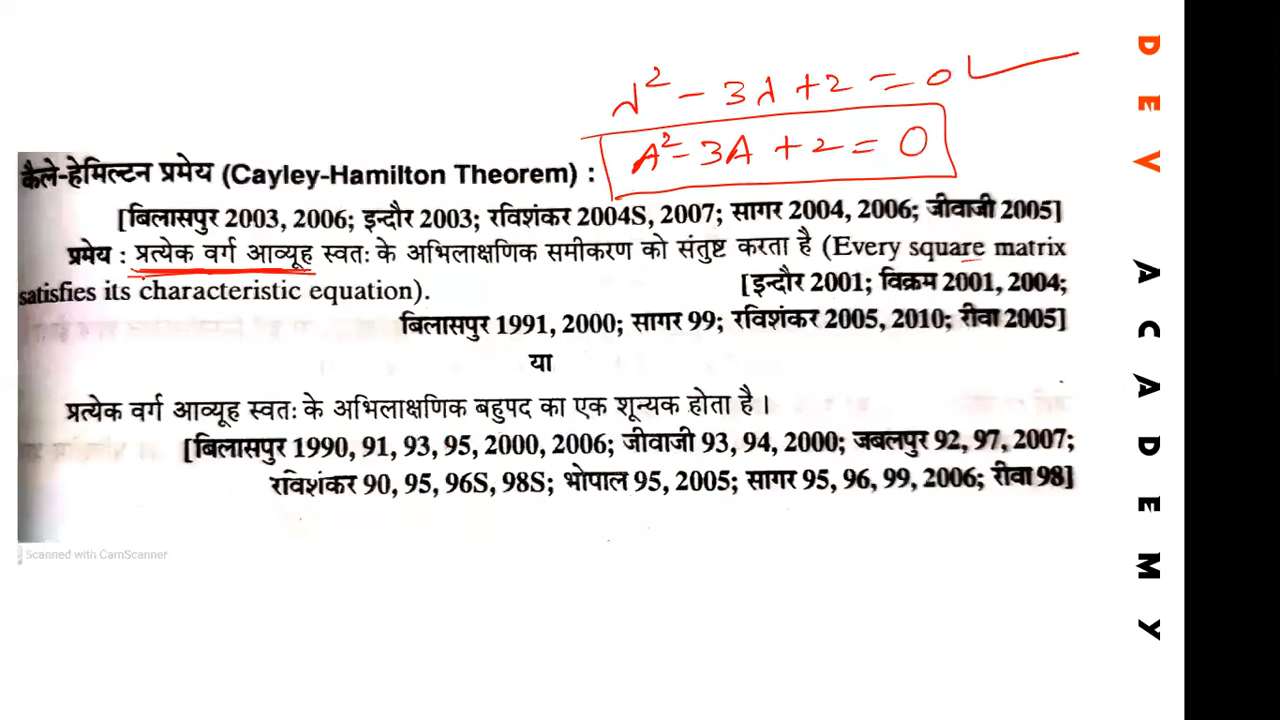 λ² - 3λ + 2 = 0
A² - 3A + 2 = 0
कैले-हेमिल्टन प्रमेय (Cayley-Hamilton Theorem) :
[बिलासपुर 2003, 2006; इन्दौर 2003; रविशंकर 2004S, 2007; सागर 2004, 2006; जीवाजी 2005]
प्रमेय : प्रत्येक वर्ग आव्यूह स्वतः के अभिलाक्षणिक समीकरण को संतुष्ट करता है (Every square matrix
satisfies its characteristic equation). [इन्दौर 2001; विक्रम 2001, 2004;
बिलासपुर 1991, 2000; सागर 99; रविशंकर 2005, 2010; रीवा 2005]
या
प्रत्येक वर्ग आव्यूह स्वतः के अभिलाक्षणिक बहुपद का एक शून्यक होता है।
[बिलासपुर 1990, 91, 93, 95, 2000, 2006; जीवाजी 93, 94, 2000; जबलपुर 92, 97, 2007;
रविशंकर 90, 95, 96S, 98S; भोपाल 95, 2005; सागर 95, 96, 99, 2006; रीवा 98]
Scanned with CamScanner
DEV ACADEMY